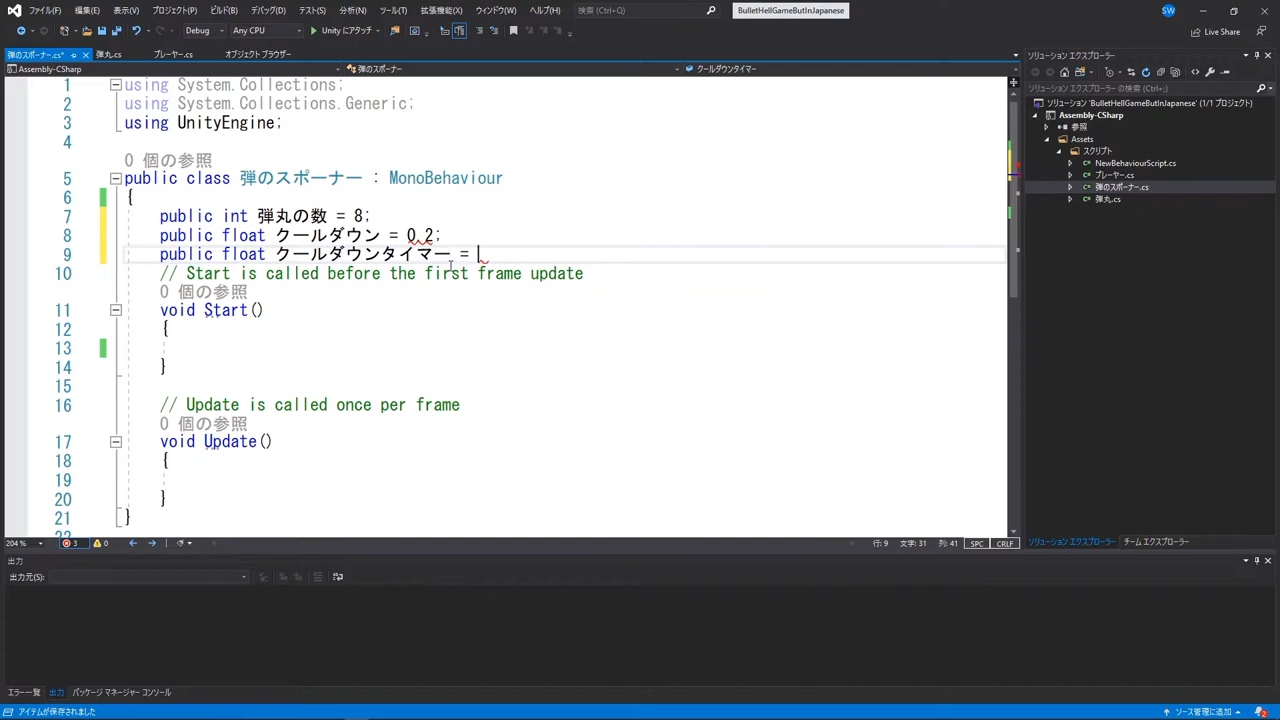 ファイル(F) 編集(E) 表示(V) プロジェクト(P) ビルド(B) デバッグ(D) テスト(S) 分析(N) ツール(T) 拡張機能(X) ウィンドウ(W) ヘルプ(H) 検索 (Ctrl+Q) BulletHellGameButInJapanese SW
Debug Any CPU Unity にアタッチ Live Share
弾のスポーナー.cs* 弾丸.cs プレーヤー.cs オブジェクト ブラウザー
Assembly-CSharp 弾のスポーナー クールダウンタイマー
1 using System.Collections;
2 using System.Collections.Generic;
3 using UnityEngine;
4
0 個の参照
5 public class 弾のスポーナー : MonoBehaviour
6 {
7 public int 弾丸の数 = 8;
8 public float クールダウン = 0.2;
9 public float クールダウンタイマー =
10 // Start is called before the first frame update
0 個の参照
11 void Start()
12 {
13
14 }
15
16 // Update is called once per frame
0 個の参照
17 void Update()
18 {
19
20 }
21 }
22
204 % 3 0 行: 9 文字: 31 列: 41 SPC CRLF
ソリューション エクスプローラー
ソリューション エクスプローラー の検索 (Ctrl+;)
ソリューション 'BulletHellGameButInJapanese' (1/1 プロジェクト)
Assembly-CSharp
参照
Assets
スクリプト
NewBehaviourScript.cs
プレーヤー.cs
弾のスポーナー.cs
弾丸.cs
ソリューション エクスプローラー チーム エクスプローラー
出力
出力元(S):
エラー一覧 出力 パッケージ マネージャー コンソール
アイテムが保存されました ソース管理に追加 2